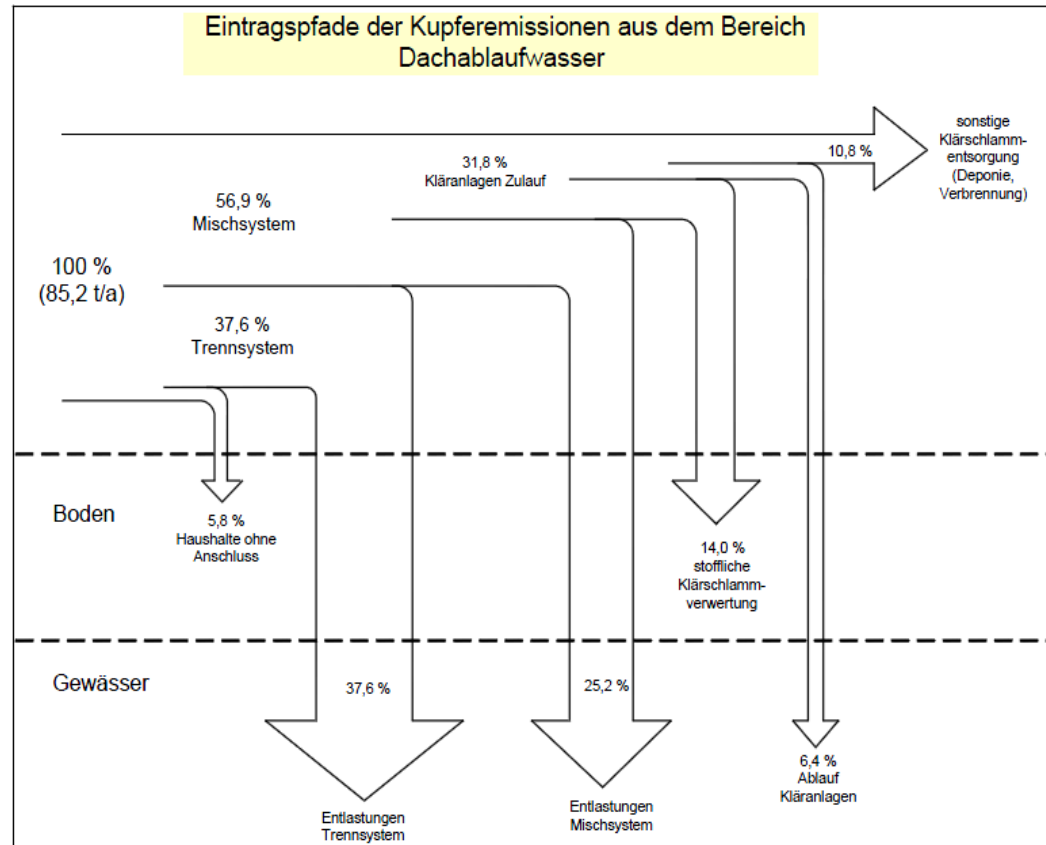 Eintragspfade der Kupferemissionen aus dem Bereich
Dachablaufwasser
sonstige
Klärschlamm-
entsorgung
(Deponie,
Verbrennung)
10,8 %
31,8 %
Kläranlagen Zulauf
56,9 %
Mischsystem
100 %
(85,2 t/a)
37,6 %
Trennsystem
Boden
5,8 %
Haushalte ohne
Anschluss
14,0 %
stoffliche
Klärschlamm-
verwertung
Gewässer
37,6 %
25,2 %
6,4 %
Ablauf
Kläranlagen
Entlastungen
Trennsystem
Entlastungen
Mischsystem